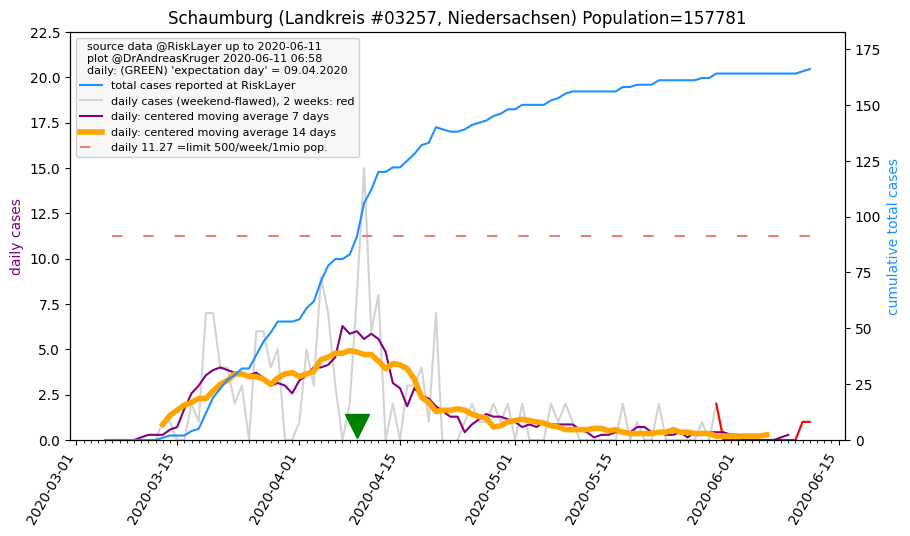 Schaumburg (Landkreis #03257, Niedersachsen) Population=157781
source data @RiskLayer up to 2020-06-11
plot @DrAndreasKruger 2020-06-11 06:58
daily: (GREEN) 'expectation day' = 09.04.2020
total cases reported at RiskLayer
daily cases (weekend-flawed), 2 weeks: red
daily: centered moving average 7 days
daily: centered moving average 14 days
daily 11.27 =limit 500/week/1mio pop.
daily cases
22.5
20.0
17.5
15.0
12.5
10.0
7.5
5.0
2.5
0.0
175
150
125
100
75
50
25
0
cumulative total cases
2020-03-01
2020-03-15
2020-04-01
2020-04-15
2020-05-01
2020-05-15
2020-06-01
2020-06-15